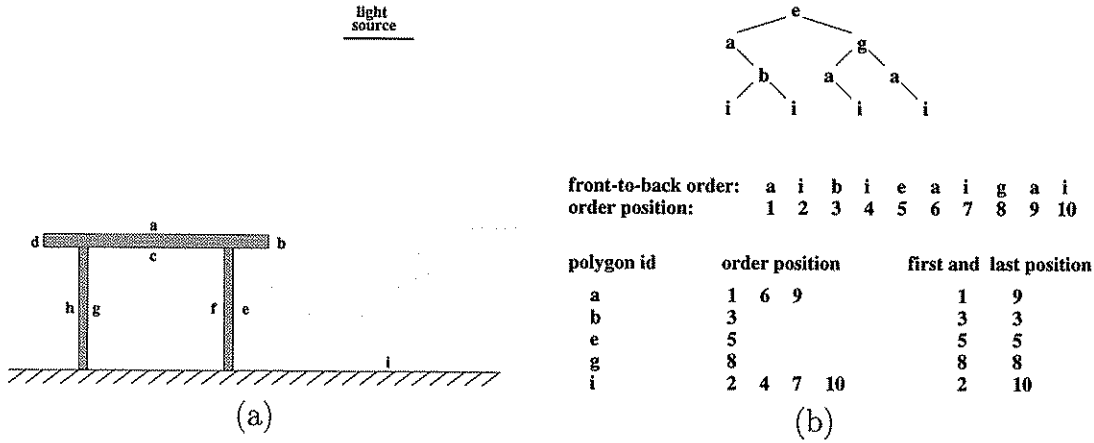 light
source
a
d
b
c
h
g
f
e
i
(a)
e
a
g
b
a
a
i
i
i
i
front-to-back order: a i b i e a i g a i
order position: 1 2 3 4 5 6 7 8 9 10
polygon id order position first and last position
a 1 6 9 1 9
b 3 3 3
e 5 5 5
g 8 8 8
i 2 4 7 10 2 10
(b)